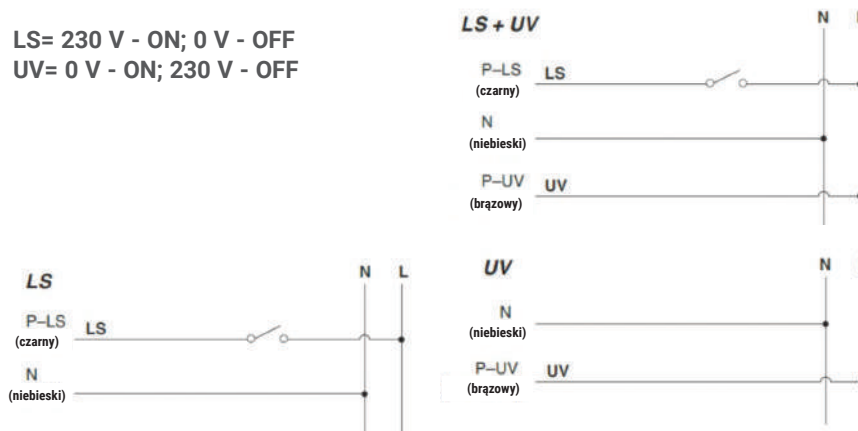 LS= 230 V - ON; 0 V - OFF
UV= 0 V - ON; 230 V - OFF
LS + UV
N
P–LS LS
(czarny)
N
(niebieski)
P–UV UV
(brązowy)
LS
N L
P–LS LS
(czarny)
N
(niebieski)
UV
N
N
(niebieski)
P–UV UV
(brązowy)